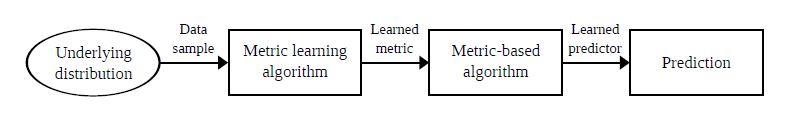 Underlying
distribution
Data
sample
Metric learning
algorithm
Learned
metric
Metric-based
algorithm
Learned
predictor
Prediction